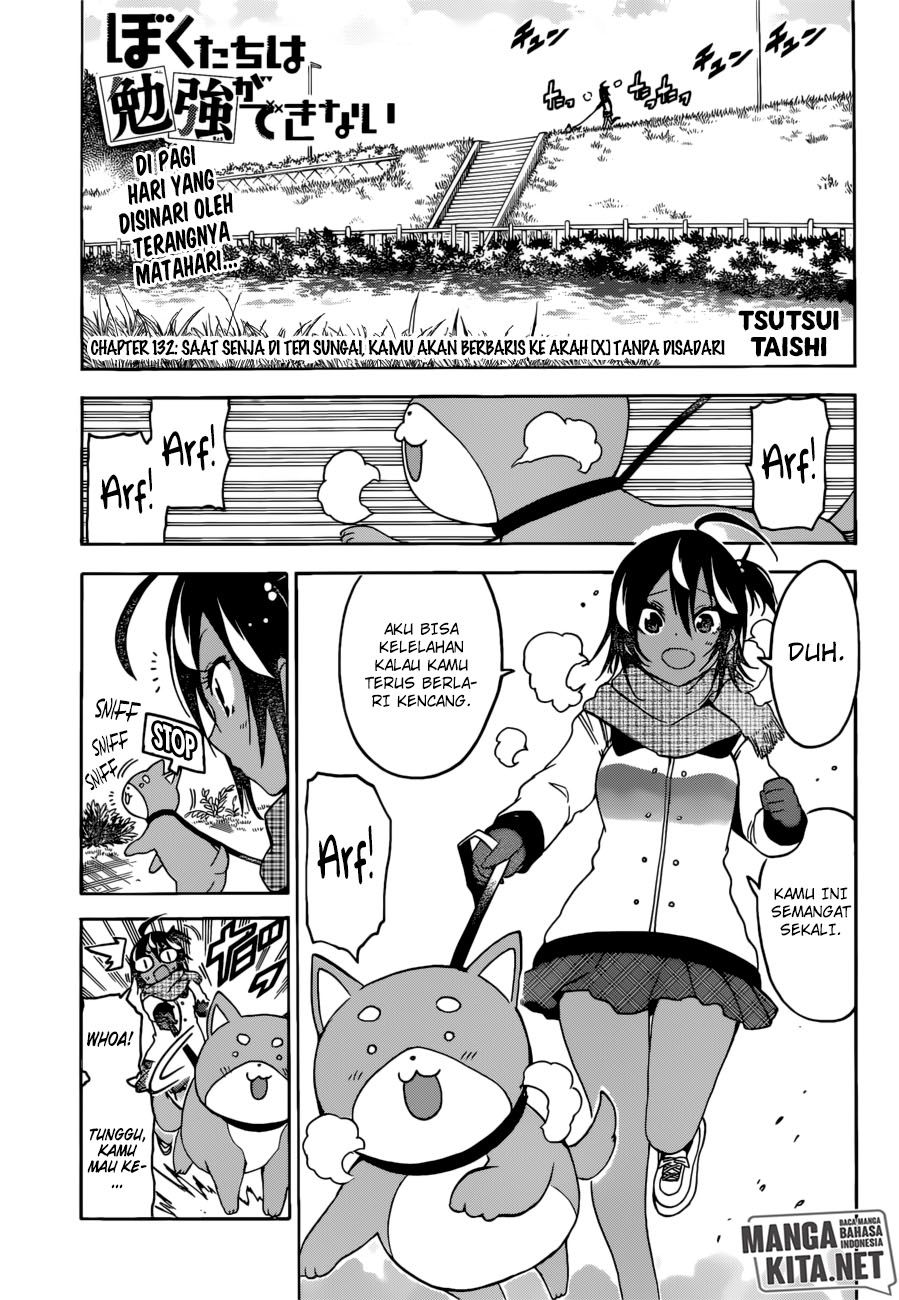 ぼくたちは
勉強ができない
チュン
チュン
チュン
DI PAGI
HARI YANG
DISINARI OLEH
TERANGNYA
MATAHARI...
TSUTSUI
TAISHI
CHAPTER 132: SAAT SENJA DI TEPI SUNGAI, KAMU AKAN BERBARIS KE ARAH [X] TANPA DISADARI
Arf!
Arf!
Arf!
DUH.
AKU BISA
KELELAHAN
KALAU KAMU
TERUS BERLA-
RI KENCANG.
KAMU INI
SEMANGAT
SEKALI.
Arf!
SNIFF
SNIFF
SNIFF
STOP
WHOA!
TUNGGU,
KAMU
MAU KE-
...
MANGA
KITA.NET
BACA MANGA
BAHASA
INDONESIA